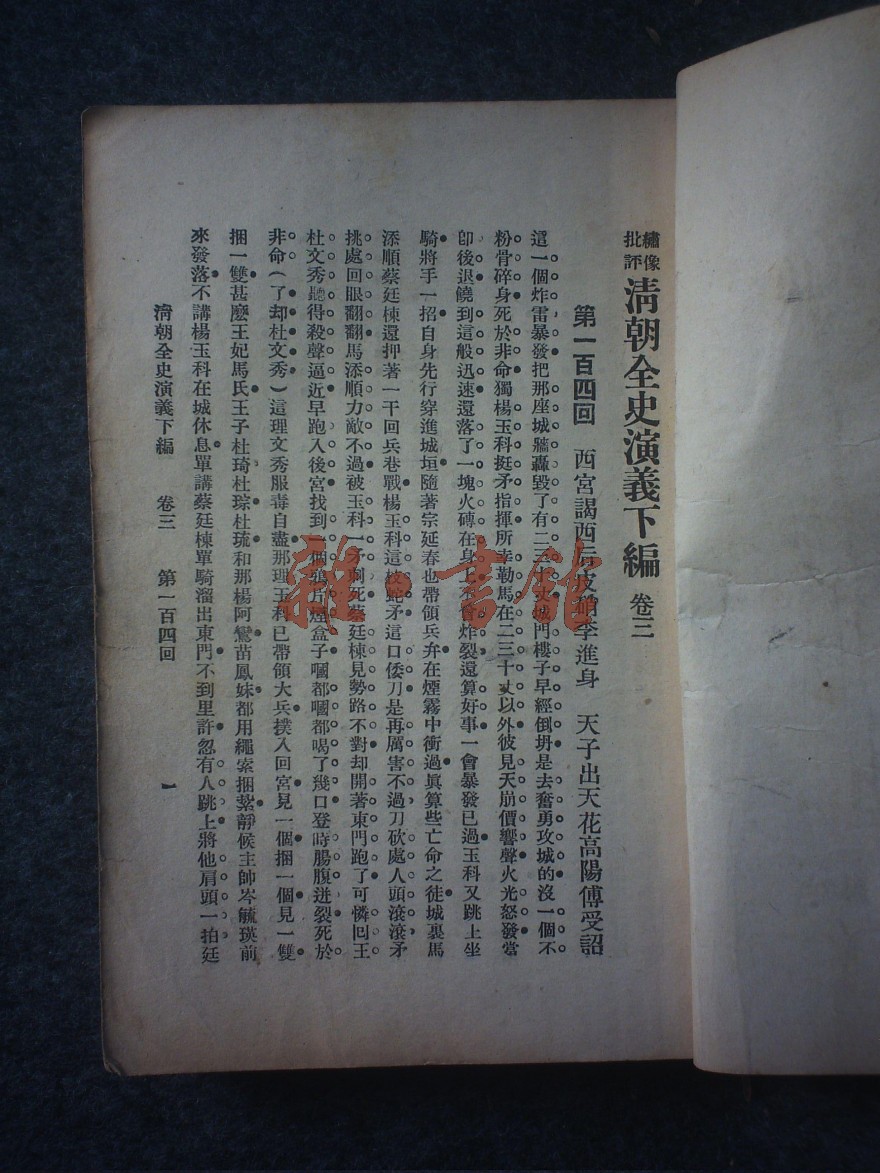 繡像批評 清朝全史演義下編 卷三
第一百四回 西宮謁西后皮硝李進身 天子出天花高陽傅受詔
這一個炸雷暴發把那座城牆轟毀了有二三十丈城門樓子早經倒坍是去奮勇攻城的沒一個不
粉骨碎身死於非命獨楊玉科挺矛指揮所幸勒馬在二三十丈以外彼見天崩價響聲火光怒發當
卽後退饒到這般迅速還落了一塊火磚在身上不曾炸裂還算好事一會暴發已過玉科又跳上坐
騎將手一招自身先行穿進城垣隨著宗延春也帶領兵弁在煙霧中衝過眞算些亡命之徒城裏馬
添順蔡廷棟還押著一干回兵巷戰楊玉科這枝蛇矛這口倭刀是再厲害不過刀砍處人頭滾滾矛
挑處回眼翻翻馬添順力敵不過被玉科一矛刺死蔡廷棟見勢路不對却開著東門跑了可憐回王
杜文秀聽得殺聲逼近早跑入後宮找到一個鴉片煙盒子嘓都嘓都喝了幾口登時腸腹迸裂死於
非命(了却杜文秀)這理文秀服毒自盡那理玉科已帶領大兵撲入回宮見一個捆一個見一雙
捆一雙甚麽王妃馬氏王子杜琦杜琮杜琉和那楊阿鸞苗鳳妹都用繩索捆紮靜候主帥岑毓瑛前
來發落不講楊玉科在城休息單講蔡廷棟單騎溜出東門不到里許忽有人跳上將他肩頭一拍廷
清朝全史演義下編 卷三 第一百四回 一
雜書館